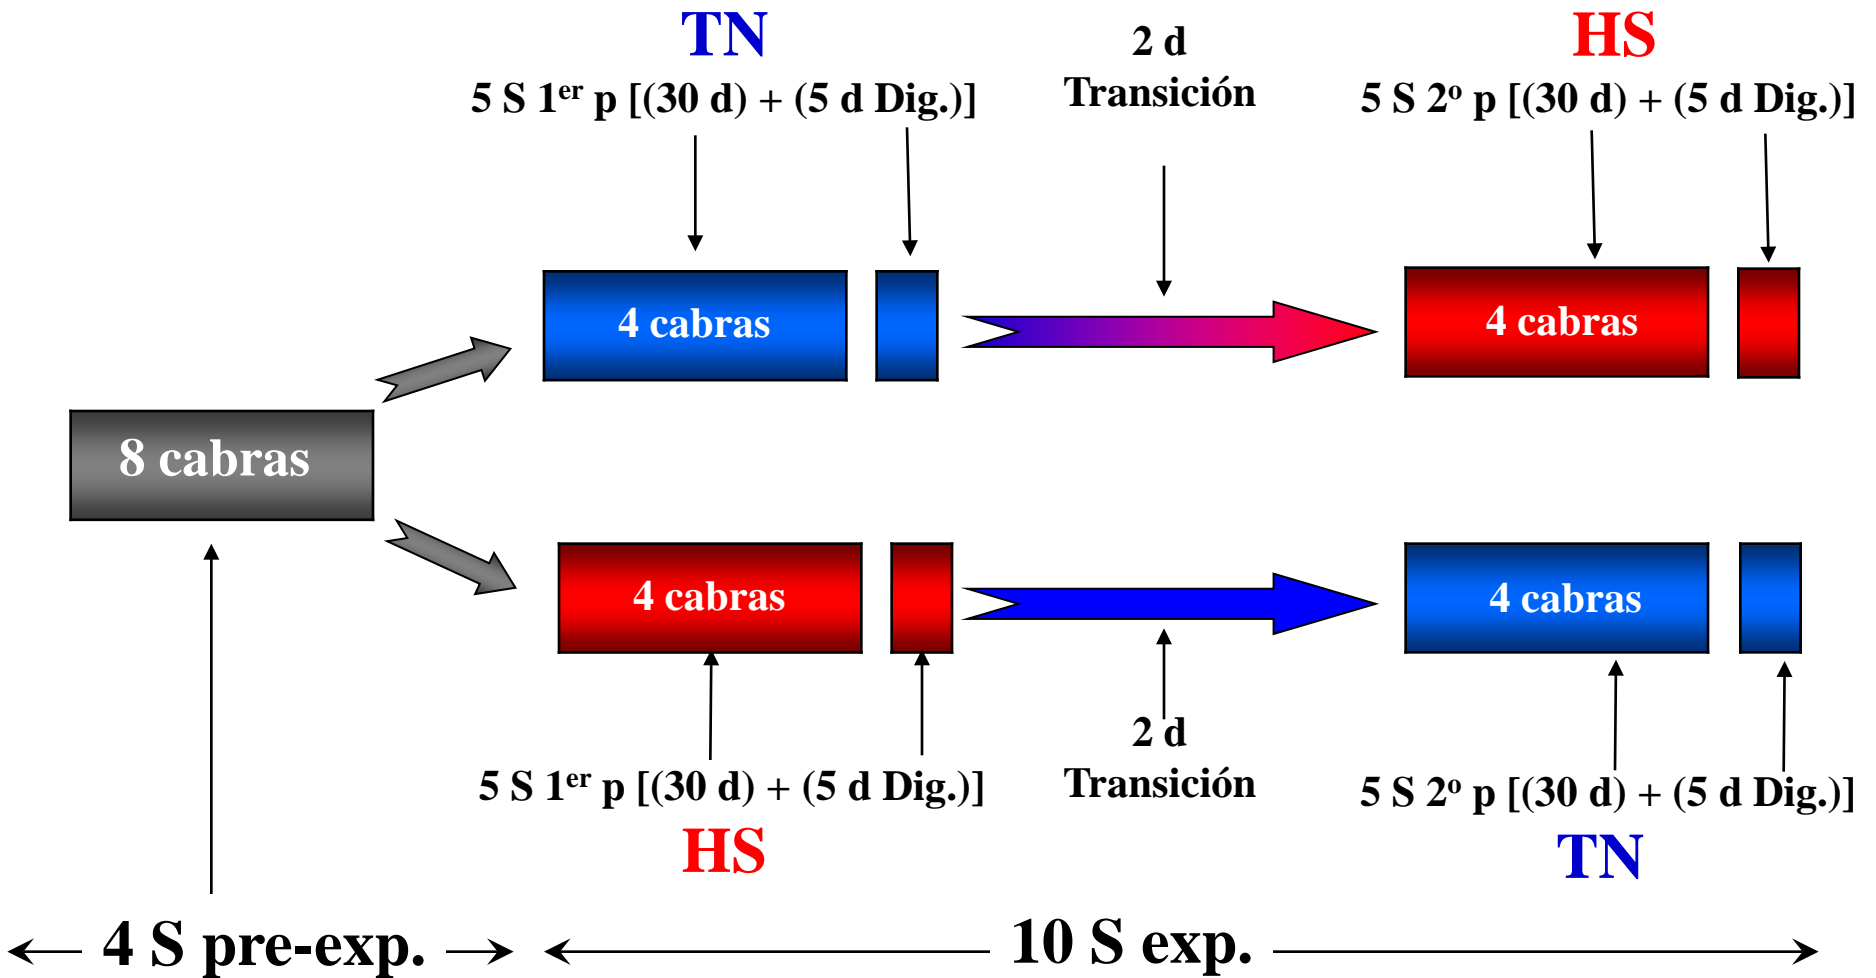 TN
5 S 1er p [(30 d) + (5 d Dig.)]
2 d
Transición
HS
5 S 2º p [(30 d) + (5 d Dig.)]
4 cabras
4 cabras
8 cabras
4 cabras
4 cabras
5 S 1er p [(30 d) + (5 d Dig.)]
HS
2 d
Transición
5 S 2º p [(30 d) + (5 d Dig.)]
TN
4 S pre-exp.
10 S exp.